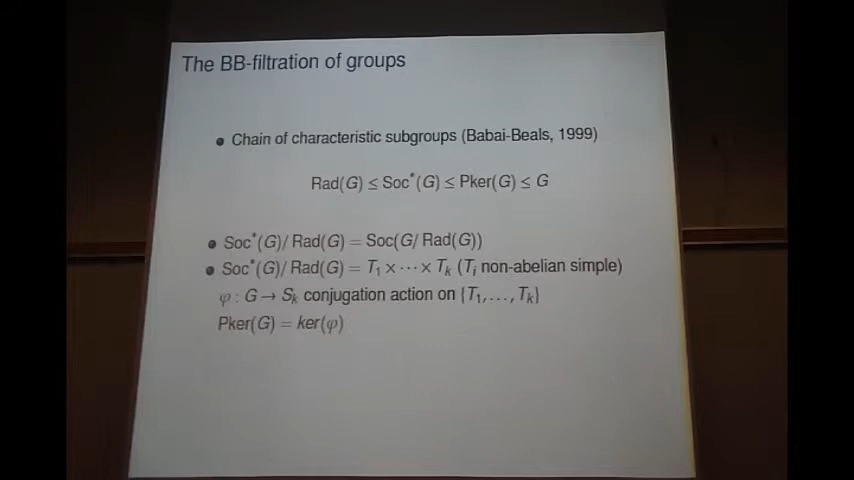 The BB-filtration of groups
Chain of characteristic subgroups (Babai-Beals, 1999)
Rad(G) ≤ Soc*(G) ≤ Pker(G) ≤ G
Soc*(G)/ Rad(G) = Soc(G/ Rad(G))
Soc*(G)/ Rad(G) = T₁ × ⋯ × Tₖ (Tᵢ non-abelian simple)
φ : G → Sₖ conjugation action on {T₁, …, Tₖ}
Pker(G) = ker(φ)